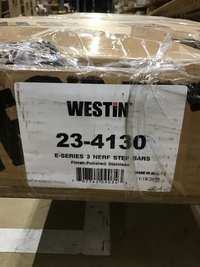 WESTiN
23-4130
E-SERIES 3 NERF STEP BARS
Finish-Polished Stainless